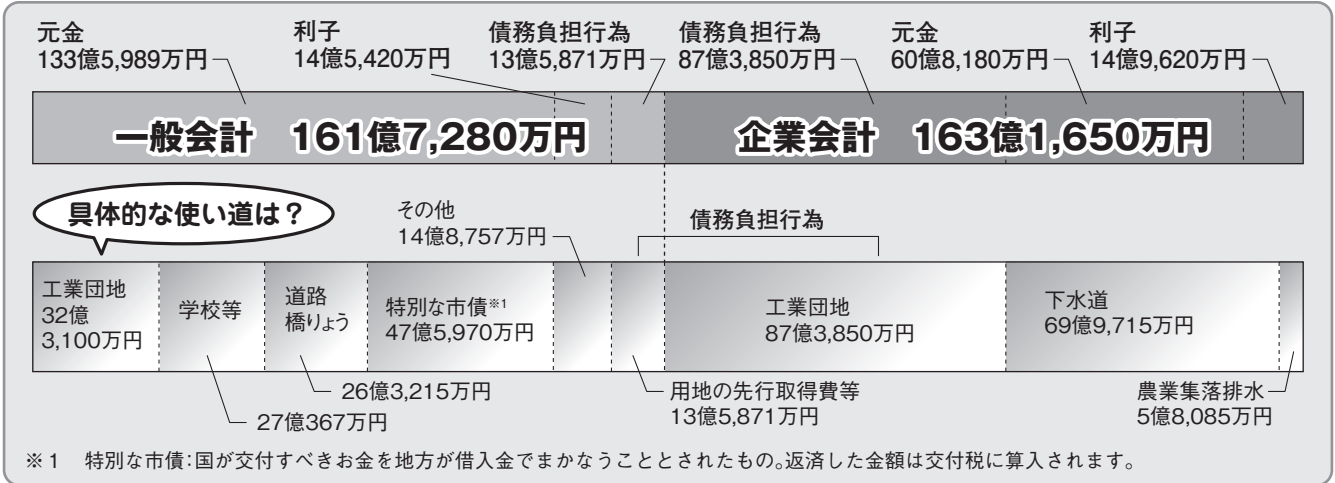 元金
133億5,989万円
利子
14億5,420万円
債務負担行為
13億5,871万円
債務負担行為
87億3,850万円
元金
60億8,180万円
利子
14億9,620万円
一般会計 161億7,280万円
企業会計 163億1,650万円
具体的な使い道は？
その他
14億8,757万円
債務負担行為
工業団地
32億
3,100万円
学校等
道路
橋りょう
特別な市債※1
47億5,970万円
工業団地
87億3,850万円
下水道
69億9,715万円
27億367万円
26億3,215万円
用地の先行取得費等
13億5,871万円
農業集落排水
5億8,085万円
※1 特別な市債：国が交付すべきお金を地方が借入金でまかなうこととされたもの。返済した金額は交付税に算入されます。